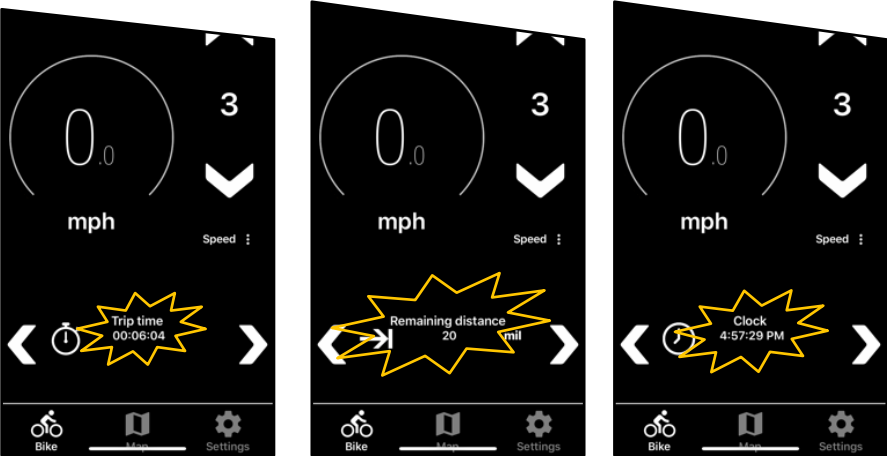 3
0.0
mph
Speed
Trip time
00:06:04
Bike
Map
Settings
3
0.0
mph
Speed
Remaining distance
20 mil
Bike
Map
Settings
3
0.0
mph
Speed
Clock
4:57:29 PM
Bike
Map
Settings